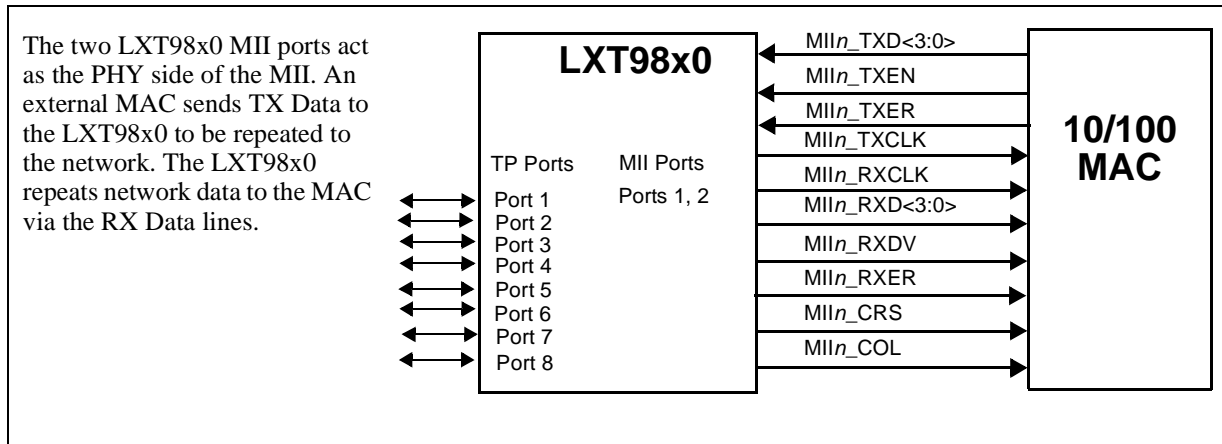 The two LXT98x0 MII ports act
as the PHY side of the MII. An
external MAC sends TX Data to
the LXT98x0 to be repeated to
the network. The LXT98x0
repeats network data to the MAC
via the RX Data lines.
LXT98x0
TP Ports
Port 1
Port 2
Port 3
Port 4
Port 5
Port 6
Port 7
Port 8
MII Ports
Ports 1, 2
MIIn_TXD<3:0>
MIIn_TXEN
MIIn_TXER
MIIn_TXCLK
MIIn_RXCLK
MIIn_RXD<3:0>
MIIn_RXDV
MIIn_RXER
MIIn_CRS
MIIn_COL
10/100
MAC